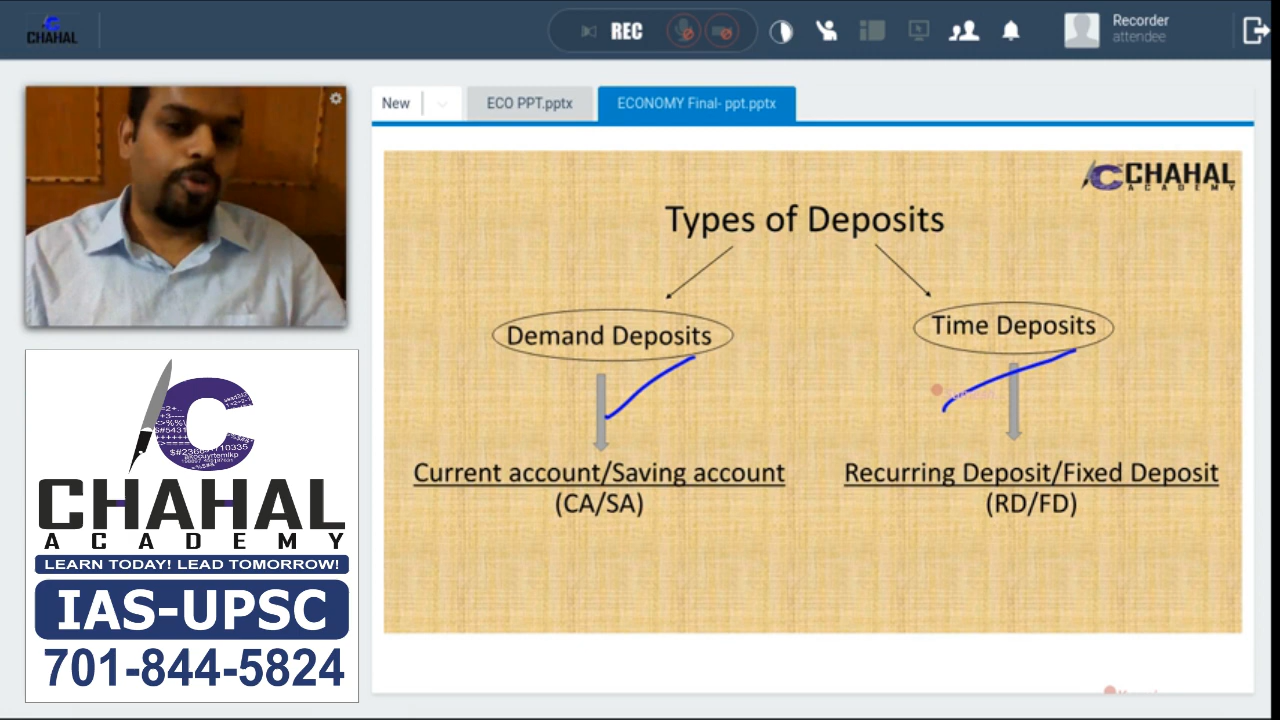 CHAHAL
REC
Recorder
attendee
New
ECO PPT.pptx
ECONOMY Final- ppt.pptx
CHAHAL
ACADEMY
Types of Deposits
Demand Deposits
Time Deposits
Current account/Saving account
(CA/SA)
Recurring Deposit/Fixed Deposit
(RD/FD)
CHAHAL
ACADEMY
LEARN TODAY! LEAD TOMORROW!
IAS-UPSC
701-844-5824